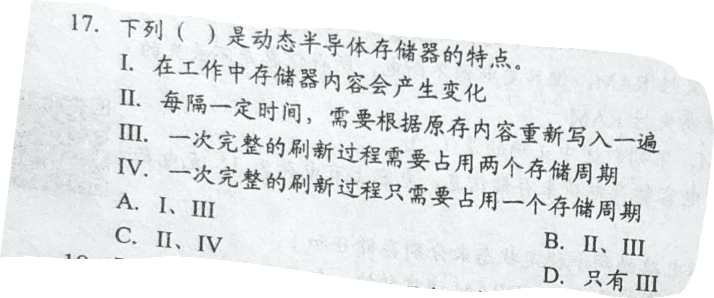 17. 下列（ ）是动态半导体存储器的特点。
I. 在工作中存储器内容会产生变化
II. 每隔一定时间，需要根据原存内容重新写入一遍
III. 一次完整的刷新过程需要占用两个存储周期
IV. 一次完整的刷新过程只需要占用一个存储周期
A. I、III
B. II、III
C. II、IV
D. 只有 III